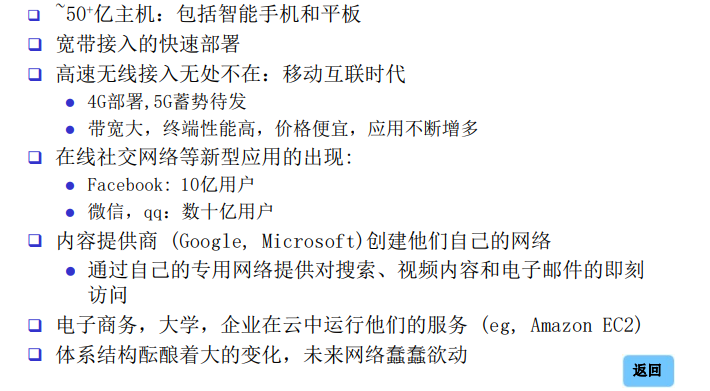 ~50+亿主机：包括智能手机和平板
宽带接入的快速部署
高速无线接入无处不在：移动互联时代
4G部署,5G蓄势待发
带宽大，终端性能高，价格便宜，应用不断增多
在线社交网络等新型应用的出现:
Facebook: 10亿用户
微信，qq：数十亿用户
内容提供商 (Google, Microsoft)创建他们自己的网络
通过自己的专用网络提供对搜索、视频内容和电子邮件的即刻
访问
电子商务，大学，企业在云中运行他们的服务 (eg, Amazon EC2)
体系结构酝酿着大的变化，未来网络蠢蠢欲动
返回